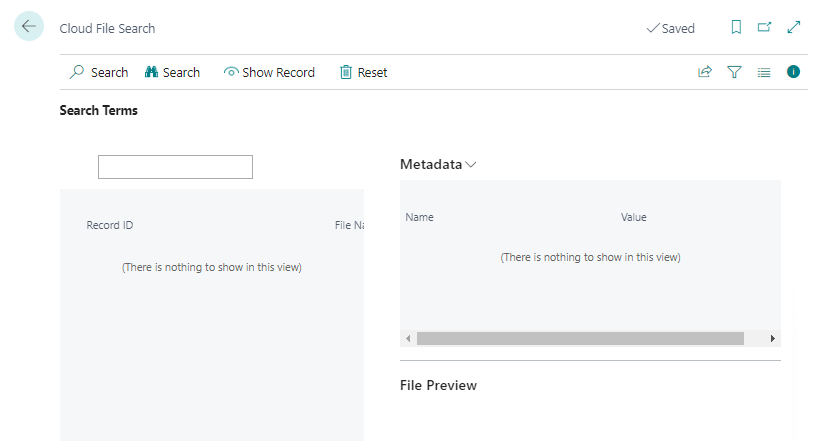 Cloud File Search
Saved
Search Search Show Record Reset
Search Terms
Metadata
Record ID File Na
(There is nothing to show in this view)
Name Value
(There is nothing to show in this view)
File Preview